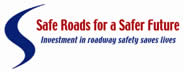 Safe Roads for a Safer Future
Investment in roadway safety saves lives